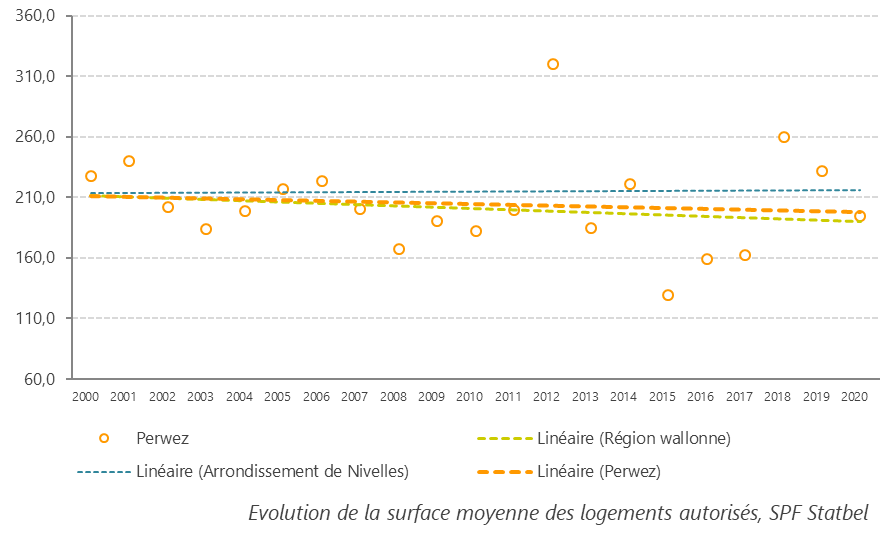 360,0
310,0
260,0
210,0
160,0
110,0
60,0
2000 2001 2002 2003 2004 2005 2006 2007 2008 2009 2010 2011 2012 2013 2014 2015 2016 2017 2018 2019 2020
Perwez Linéaire (Région wallonne)
Linéaire (Arrondissement de Nivelles) Linéaire (Perwez)
Evolution de la surface moyenne des logements autorisés, SPF Statbel